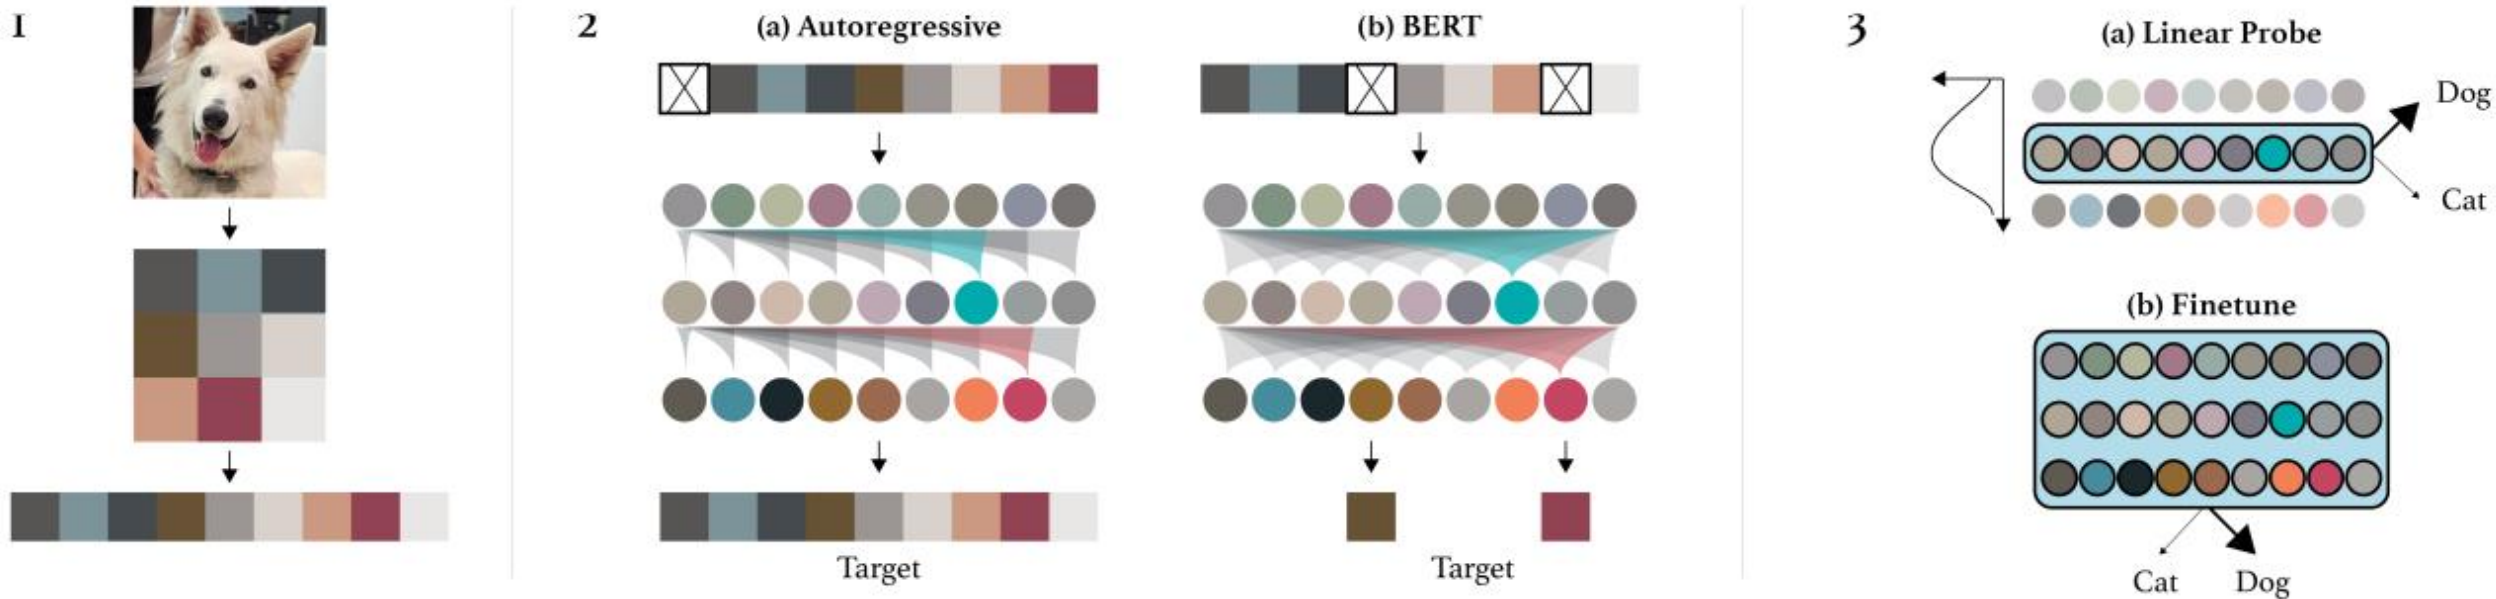 1
2
(a) Autoregressive
(b) BERT
Target
Target
3
(a) Linear Probe
Dog
Cat
(b) Finetune
Cat
Dog